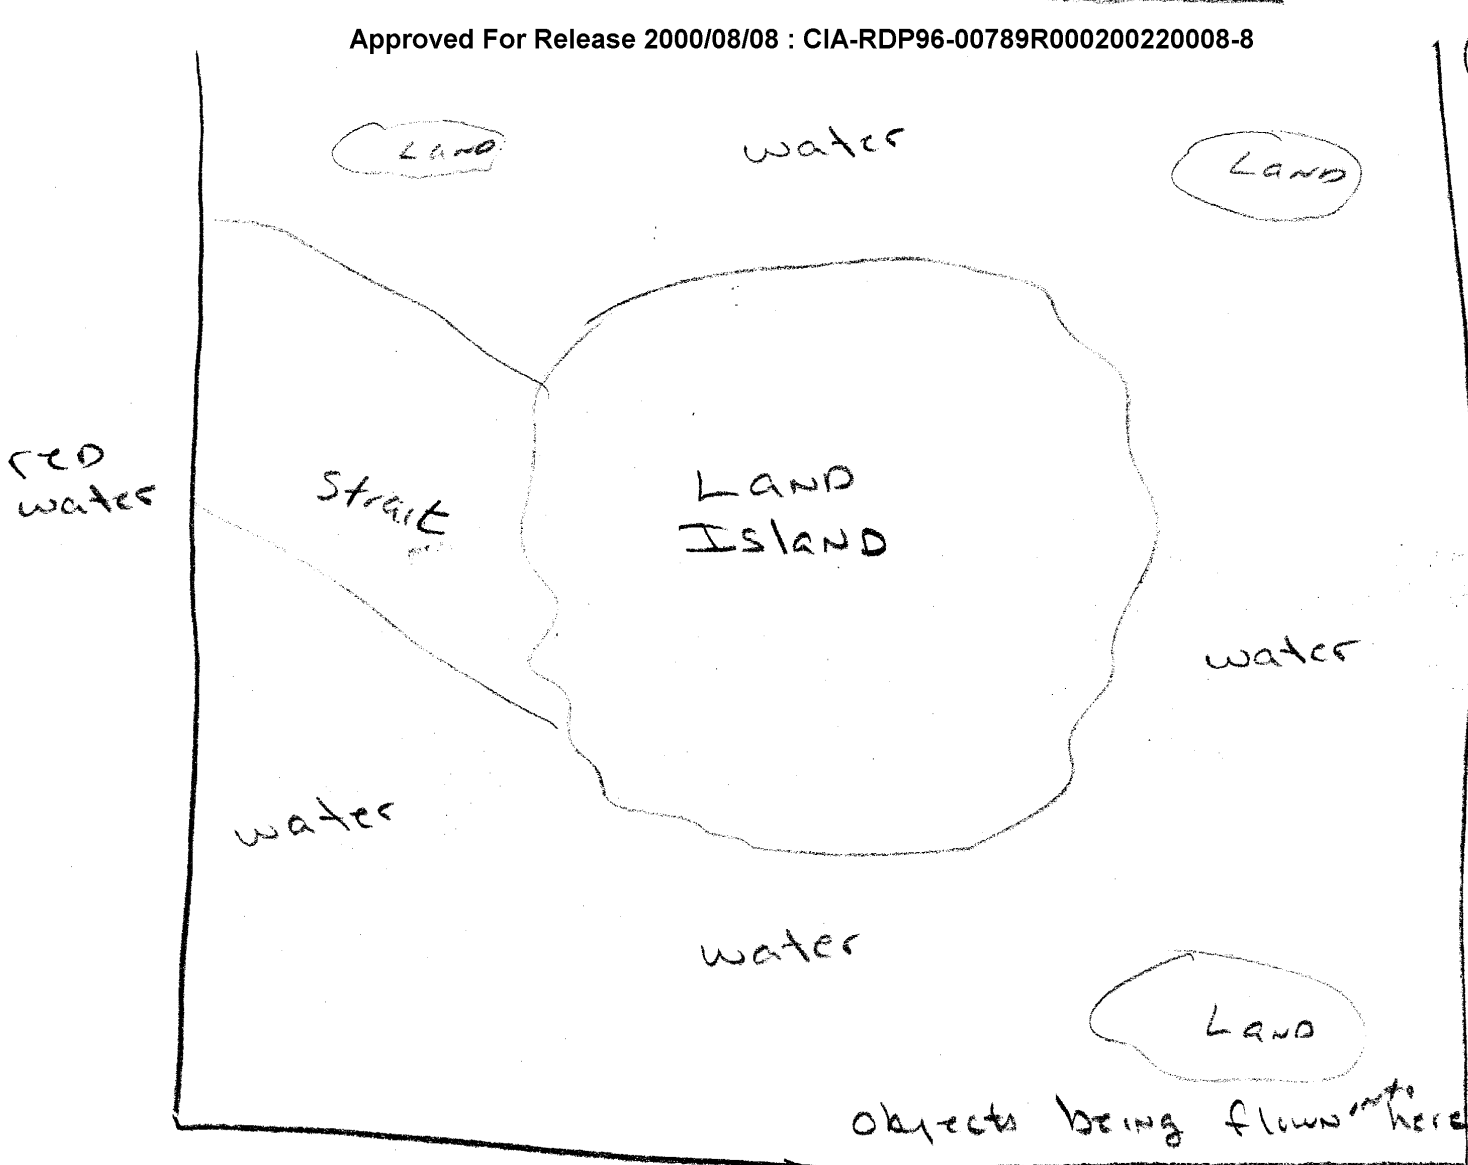 Approved For Release 2000/08/08 : CIA-RDP96-00789R000200220008-8
LAND
water
LAND
red
water
Strait
LAND
ISLAND
water
water
water
LAND
objects being flown into here